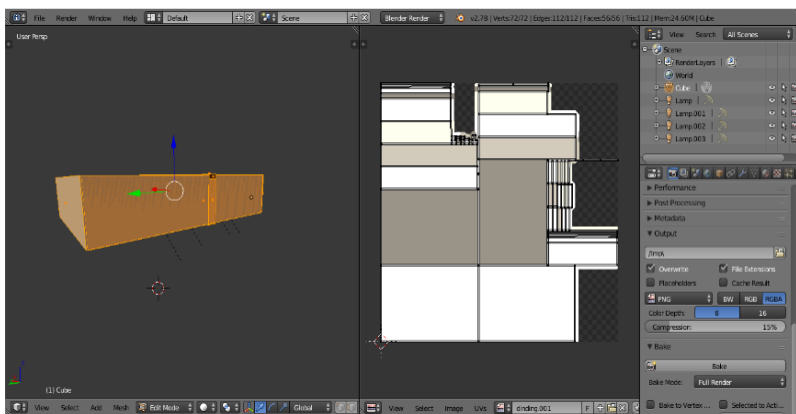 File Render Window Help Default Scene Blender Render v2.78 | Verts:72/72 | Edges:112/112 | Faces:56/56 | Tris:112 | Mem:24.60M | Cube
User Persp
(1) Cube
View Select Add Mesh Edit Mode Global
View Select Image UVs dinding.001 F
View Search All Scenes
Scene
RenderLayers
World
Cube
Lamp
Lamp.001
Lamp.002
Lamp.003
Performance
Post Processing
Metadata
Output
/tmp\
Overwrite File Extensions
Placeholders Cache Result
PNG BW RGB RGBA
Color Depth: 8 16
Compression: 15%
Bake
Bake
Bake Mode: Full Render
Bake to Vertex ... Selected to Acti...